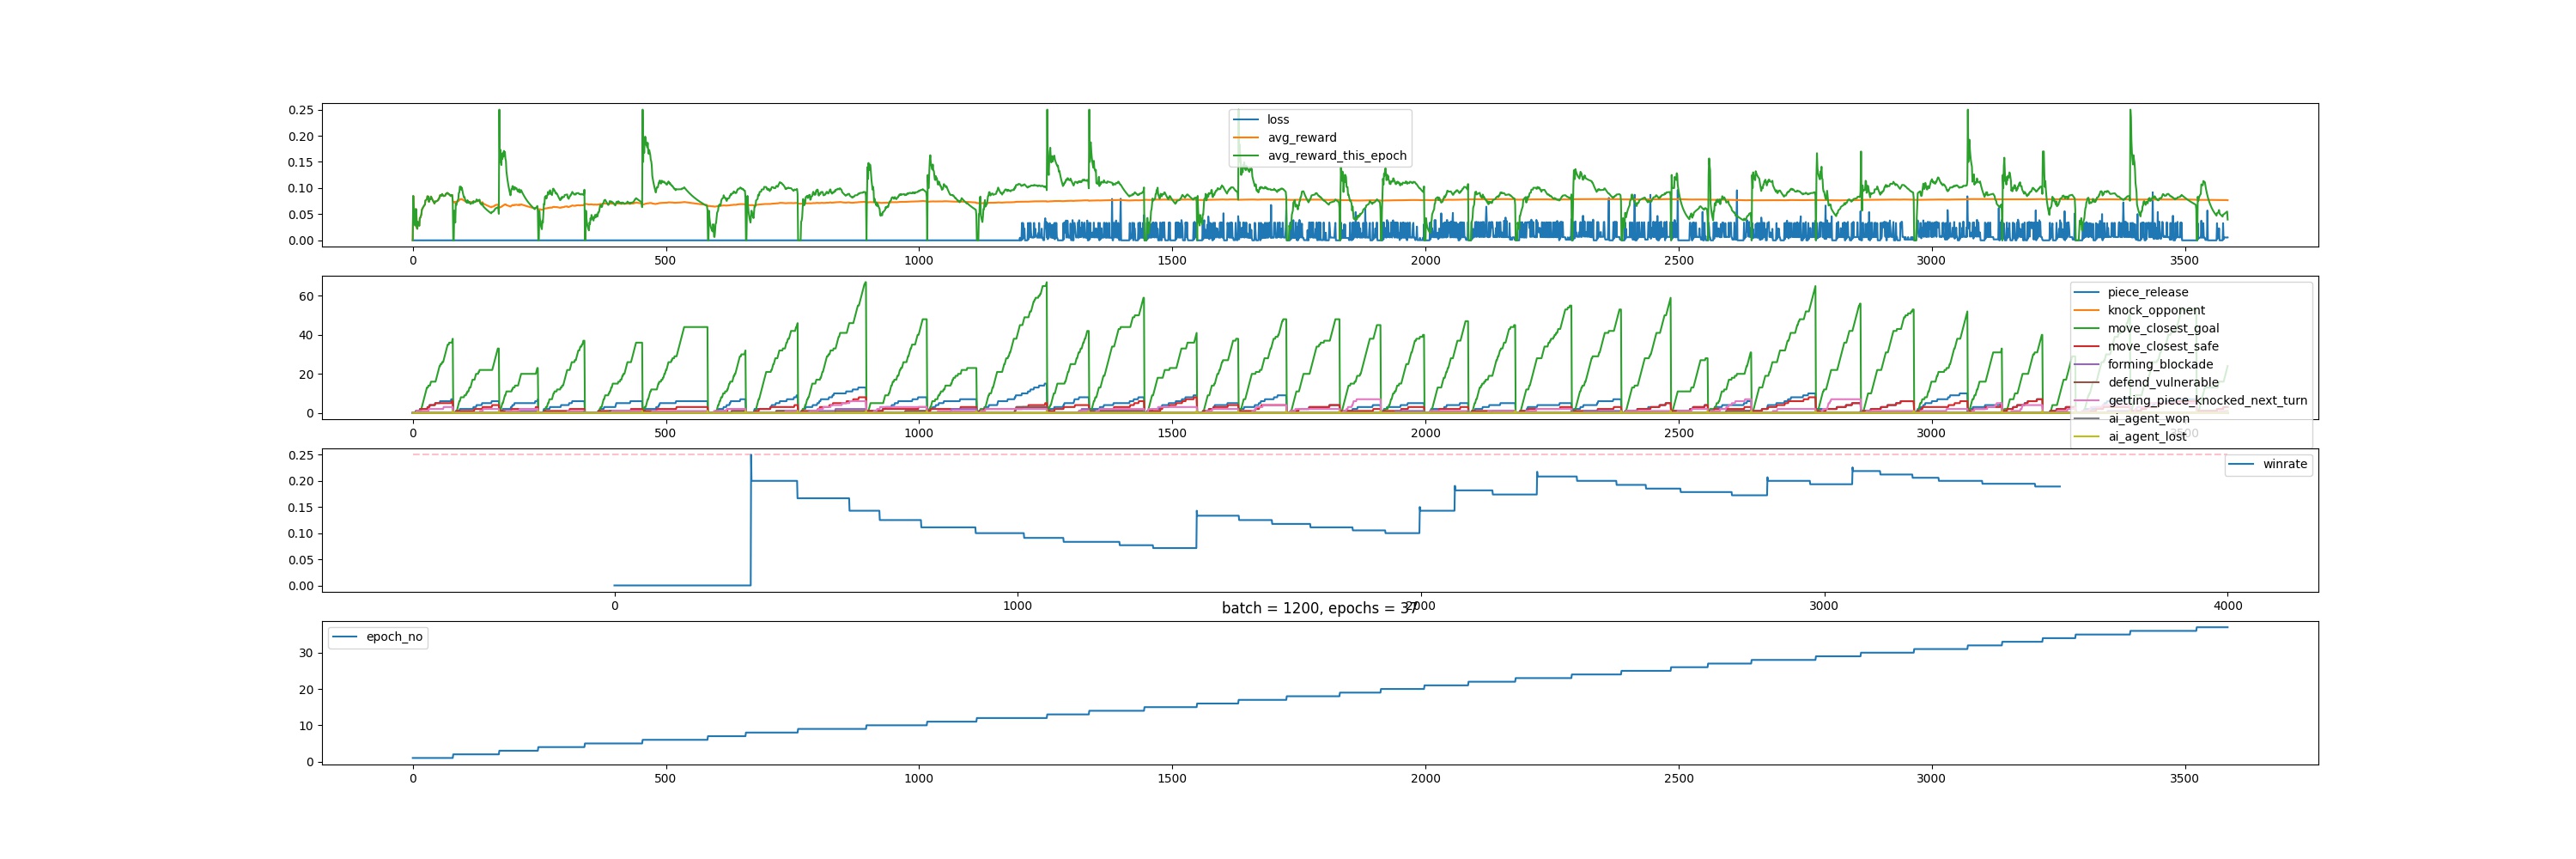 0.25
0.20
0.15
0.10
0.05
0.00
loss
avg_reward
avg_reward_this_epoch
0 500 1000 1500 2000 2500 3000 3500
60
40
20
0
piece_release
knock_opponent
move_closest_goal
move_closest_safe
forming_blockade
defend_vulnerable
getting_piece_knocked_next_turn
ai_agent_won
ai_agent_lost
0 500 1000 1500 2000 2500 3000 3500
0.25
0.20
0.15
0.10
0.05
0.00
winrate
0 1000 2000 3000 4000
batch = 1200, epochs = 37
epoch_no
30
20
10
0
0 500 1000 1500 2000 2500 3000 3500